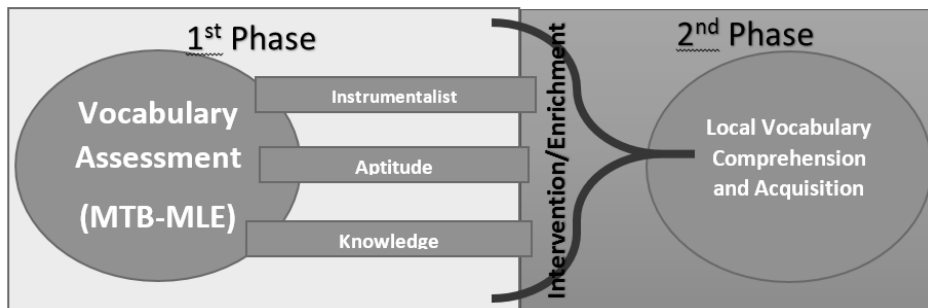 1st Phase
Vocabulary
Assessment
(MTB-MLE)
Instrumentalist
Aptitude
Knowledge
Intervention/Enrichment
2nd Phase
Local Vocabulary
Comprehension
and Acquisition